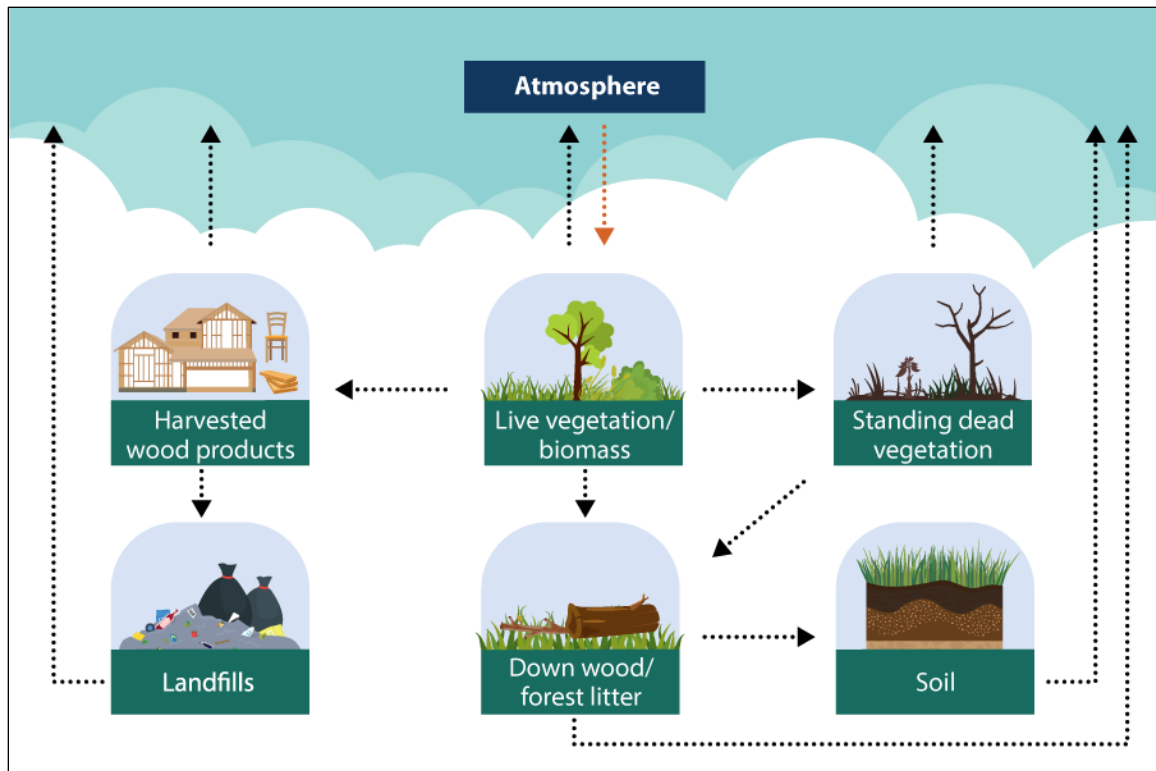 Atmosphere
Harvested
wood products
Live vegetation/
biomass
Standing dead
vegetation
Landfills
Down wood/
forest litter
Soil